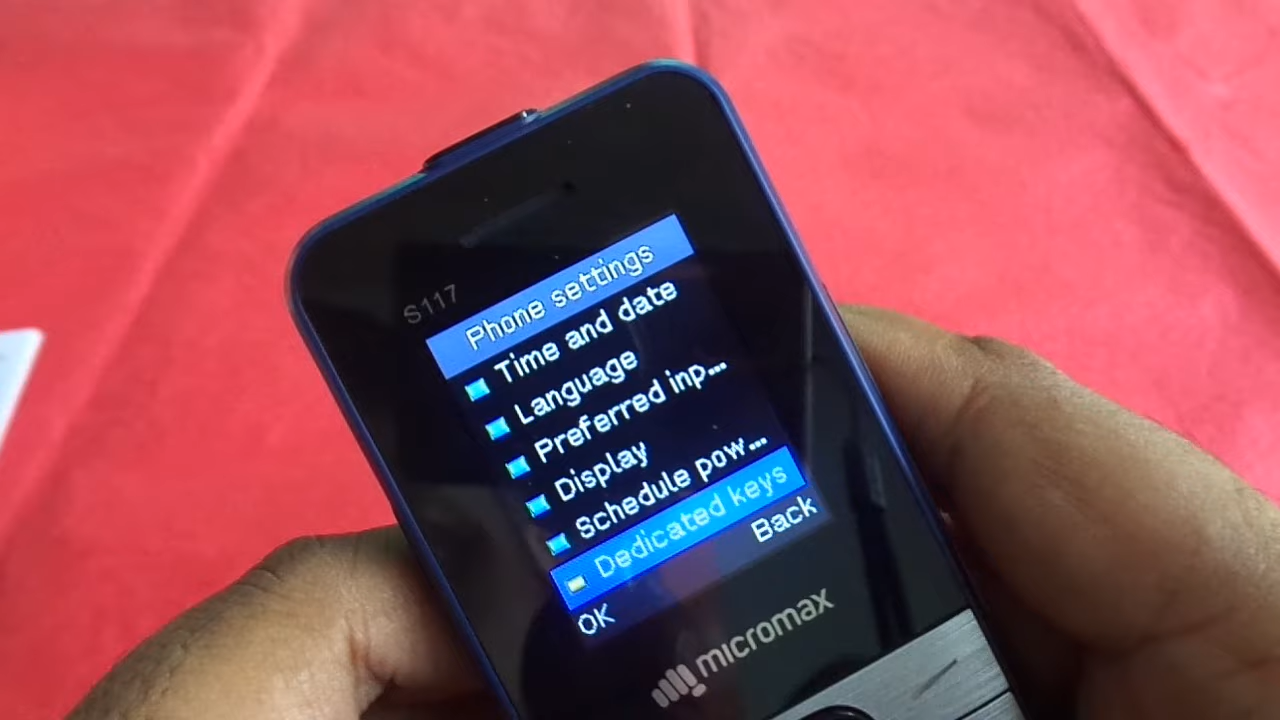 S117
Phone settings
Time and date
Language
Preferred inp...
Display
Schedule pow...
Dedicated keys
OK
Back
micromax